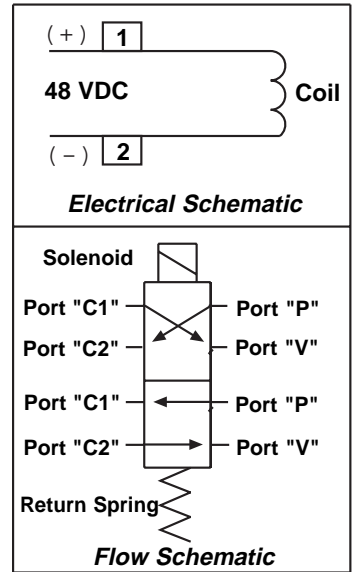 (+) 1
48 VDC Coil
(-) 2
Electrical Schematic
Solenoid
Port "C1" Port "P"
Port "C2" Port "V"
Port "C1" Port "P"
Port "C2" Port "V"
Return Spring
Flow Schematic